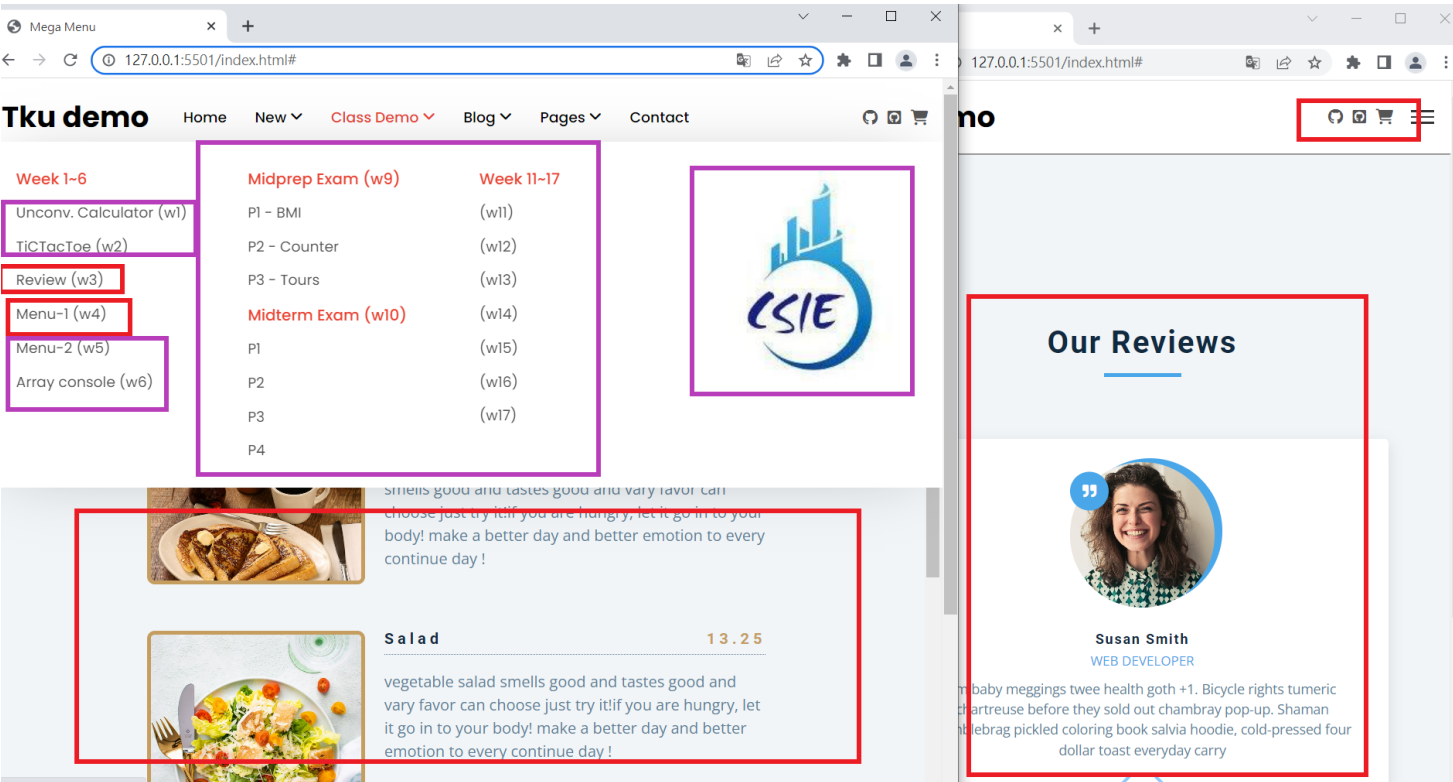 Mega Menu
127.0.0.1:5501/index.html#
127.0.0.1:5501/index.html#
Tku demo
Home
New
Class Demo
Blog
Pages
Contact
mo
Week 1~6
Unconv. Calculator (w1)
TiCTacToe (w2)
Review (w3)
Menu-1 (w4)
Menu-2 (w5)
Array console (w6)
Midprep Exam (w9)
P1 - BMI
P2 - Counter
P3 - Tours
Midterm Exam (w10)
P1
P2
P3
P4
Week 11~17
(w11)
(w12)
(w13)
(w14)
(w15)
(w16)
(w17)
CSIE
smells good and tastes good and vary favor can
choose just try it!if you are hungry, let it go in to your
body! make a better day and better emotion to every
continue day !
Salad
13.25
vegetable salad smells good and tastes good and
vary favor can choose just try it!if you are hungry, let
it go in to your body! make a better day and better
emotion to every continue day !
Our Reviews
Susan Smith
WEB DEVELOPER
m baby meggings twee health goth +1. Bicycle rights tumeric
chartreuse before they sold out chambray pop-up. Shaman
mblebrag pickled coloring book salvia hoodie, cold-pressed four
dollar toast everyday carry